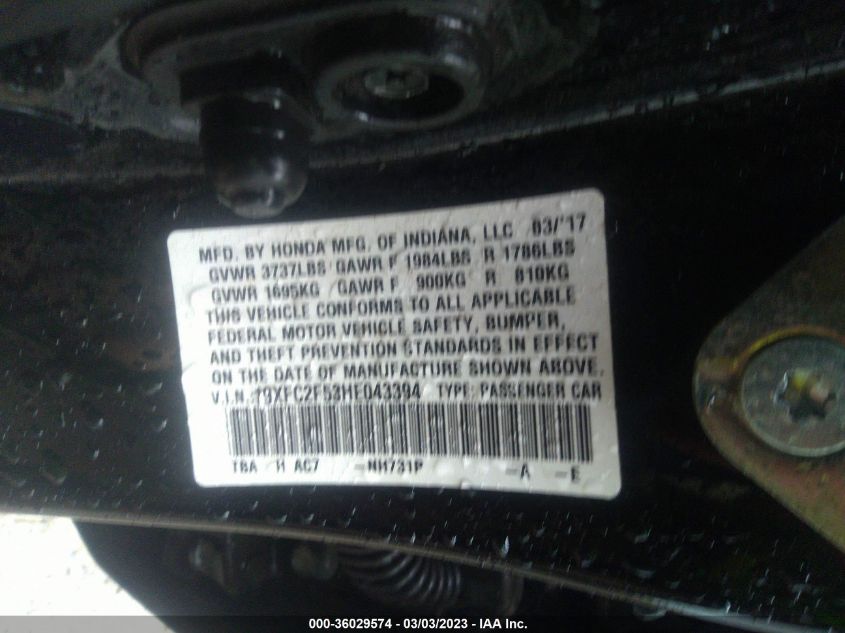 MFD. BY HONDA MFG. OF INDIANA, LLC 03/'17
GVWR 3737LBS GAWR F 1984LBS R 1786LBS
GVWR 1695KG GAWR F 900KG R 810KG
THIS VEHICLE CONFORMS TO ALL APPLICABLE
FEDERAL MOTOR VEHICLE SAFETY, BUMPER,
AND THEFT PREVENTION STANDARDS IN EFFECT
ON THE DATE OF MANUFACTURE SHOWN ABOVE.
V.I.N. 19XFC2F53HE043394 TYPE: PASSENGER CAR
TBA H AC7 -NH731P -A -E
000-36029574 — 03/03/2023 — IAA Inc.